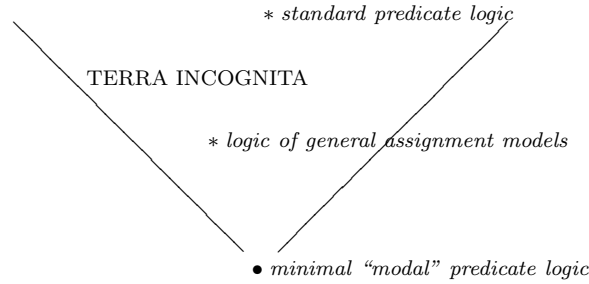 * standard predicate logic
TERRA INCOGNITA
* logic of general assignment models
• minimal “modal” predicate logic